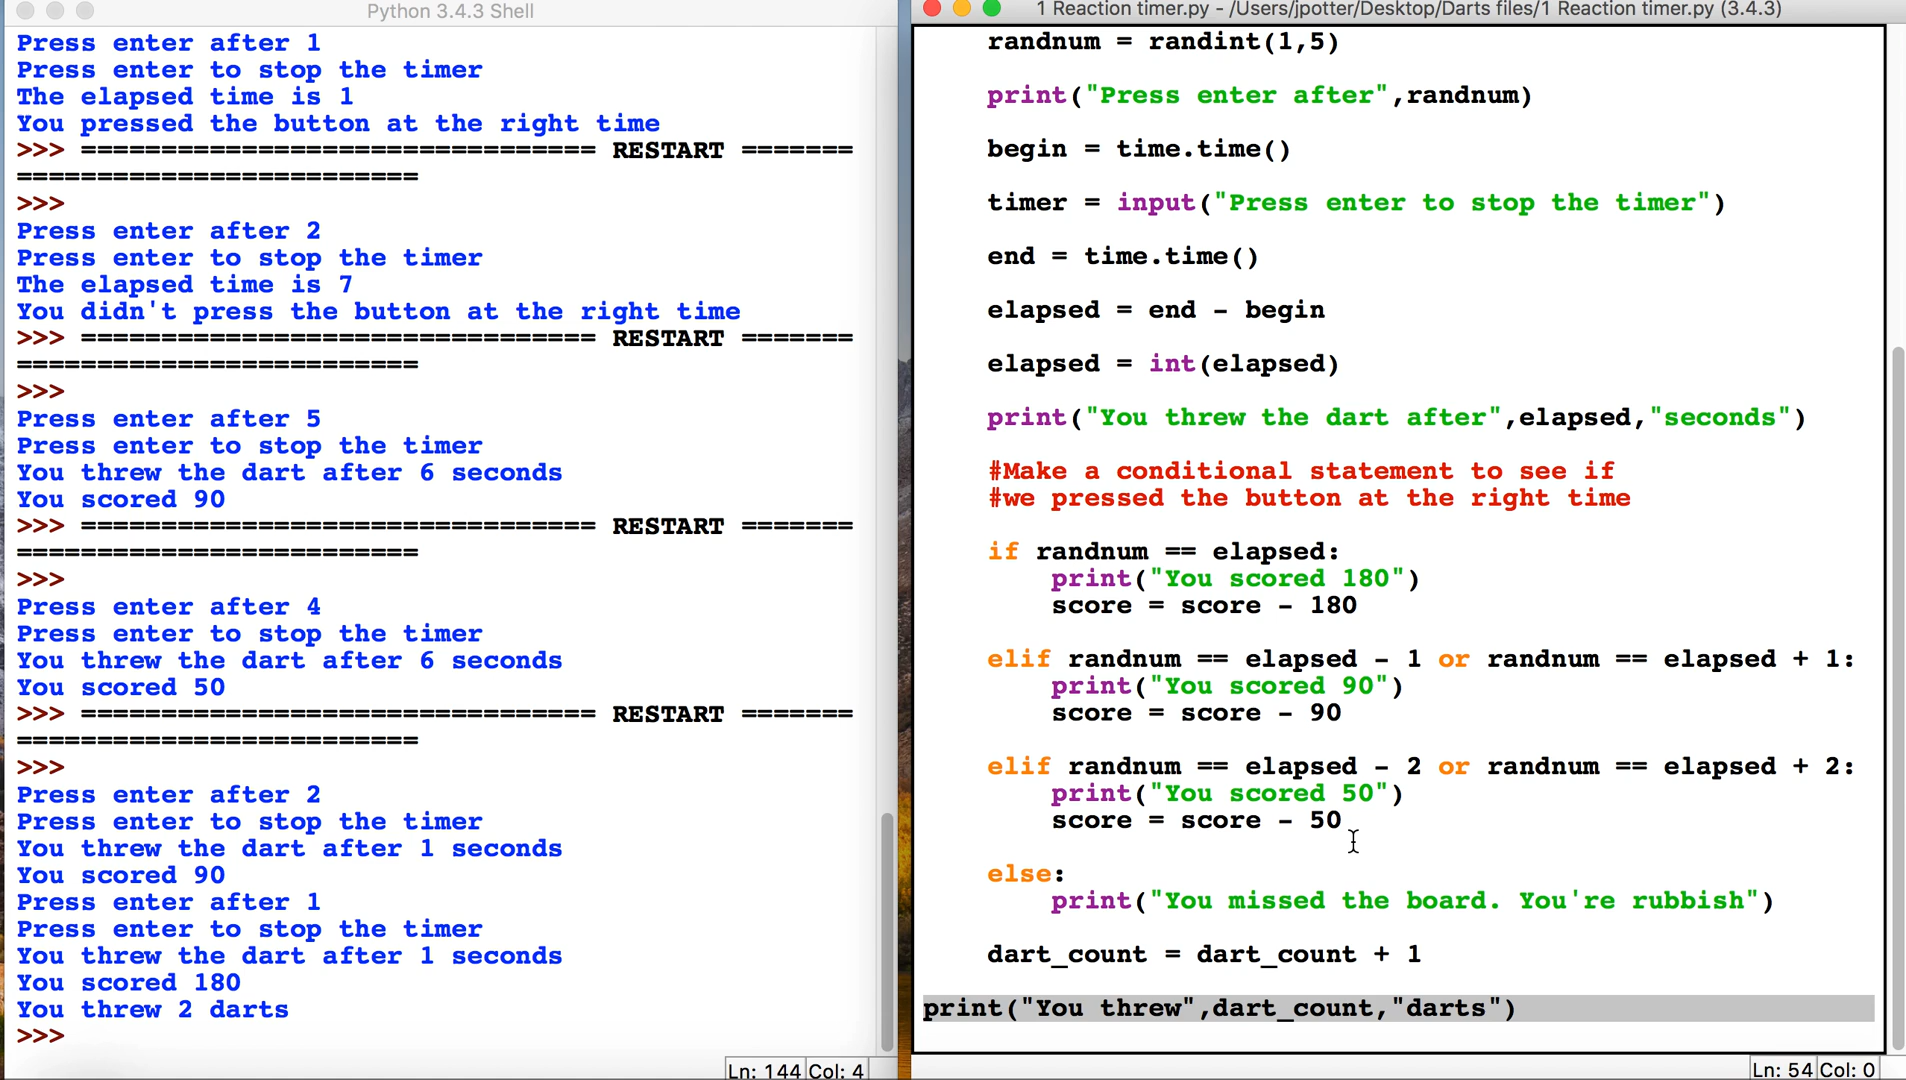 Python 3.4.3 Shell
Press enter after 1
Press enter to stop the timer
The elapsed time is 1
You pressed the button at the right time
>>> ================================ RESTART =======
=========================
>>>
Press enter after 2
Press enter to stop the timer
The elapsed time is 7
You didn't press the button at the right time
>>> ================================ RESTART =======
=========================
>>>
Press enter after 5
Press enter to stop the timer
You threw the dart after 6 seconds
You scored 90
>>> ================================ RESTART =======
=========================
>>>
Press enter after 4
Press enter to stop the timer
You threw the dart after 6 seconds
You scored 50
>>> ================================ RESTART =======
=========================
>>>
Press enter after 2
Press enter to stop the timer
You threw the dart after 1 seconds
You scored 90
Press enter after 1
Press enter to stop the timer
You threw the dart after 1 seconds
You scored 180
You threw 2 darts
>>>
Ln: 144 Col: 4
1 Reaction timer.py - /Users/jpotter/Desktop/Darts files/1 Reaction timer.py (3.4.3)
randnum = randint(1,5)
print("Press enter after",randnum)
begin = time.time()
timer = input("Press enter to stop the timer")
end = time.time()
elapsed = end - begin
elapsed = int(elapsed)
print("You threw the dart after",elapsed,"seconds")
#Make a conditional statement to see if
#we pressed the button at the right time
if randnum == elapsed:
print("You scored 180")
score = score - 180
elif randnum == elapsed - 1 or randnum == elapsed + 1:
print("You scored 90")
score = score - 90
elif randnum == elapsed - 2 or randnum == elapsed + 2:
print("You scored 50")
score = score - 50
else:
print("You missed the board. You're rubbish")
dart_count = dart_count + 1
print("You threw",dart_count,"darts")
Ln: 54 Col: 0